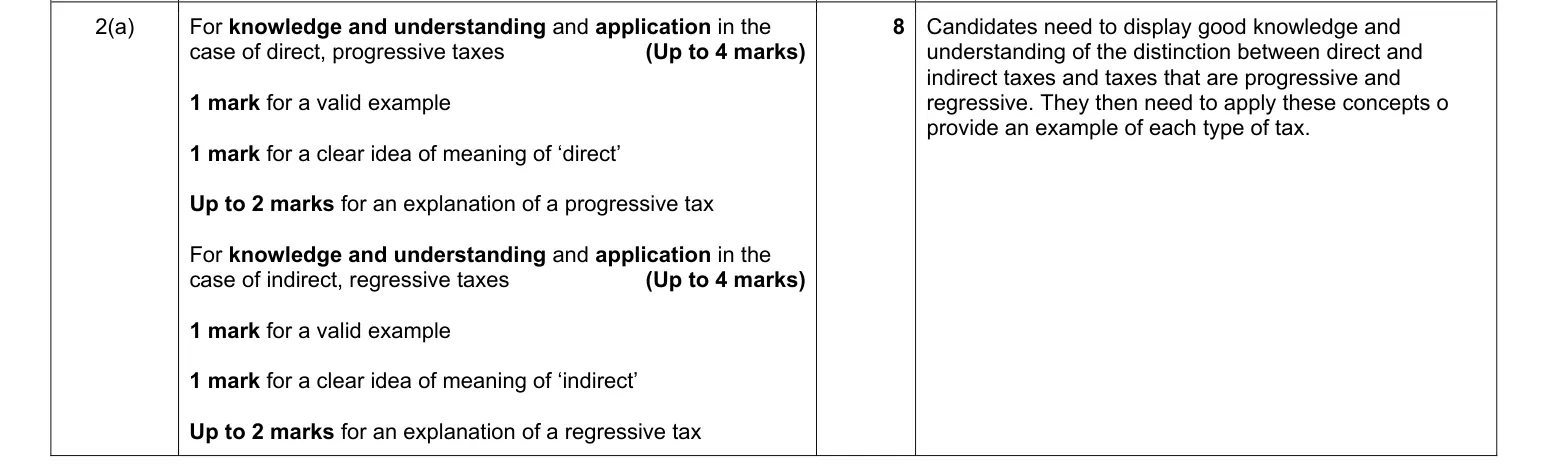 2(a)
For knowledge and understanding and application in the
case of direct, progressive taxes (Up to 4 marks)
1 mark for a valid example
1 mark for a clear idea of meaning of ‘direct’
Up to 2 marks for an explanation of a progressive tax
For knowledge and understanding and application in the
case of indirect, regressive taxes (Up to 4 marks)
1 mark for a valid example
1 mark for a clear idea of meaning of ‘indirect’
Up to 2 marks for an explanation of a regressive tax
8
Candidates need to display good knowledge and
understanding of the distinction between direct and
indirect taxes and taxes that are progressive and
regressive. They then need to apply these concepts o
provide an example of each type of tax.